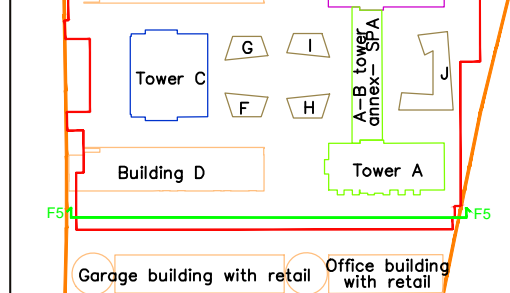 A-B tower
annex- SPA
G
I
J
Tower C
F
H
Building D
Tower A
F5
F5
Garage building with retail
Office building
with retail